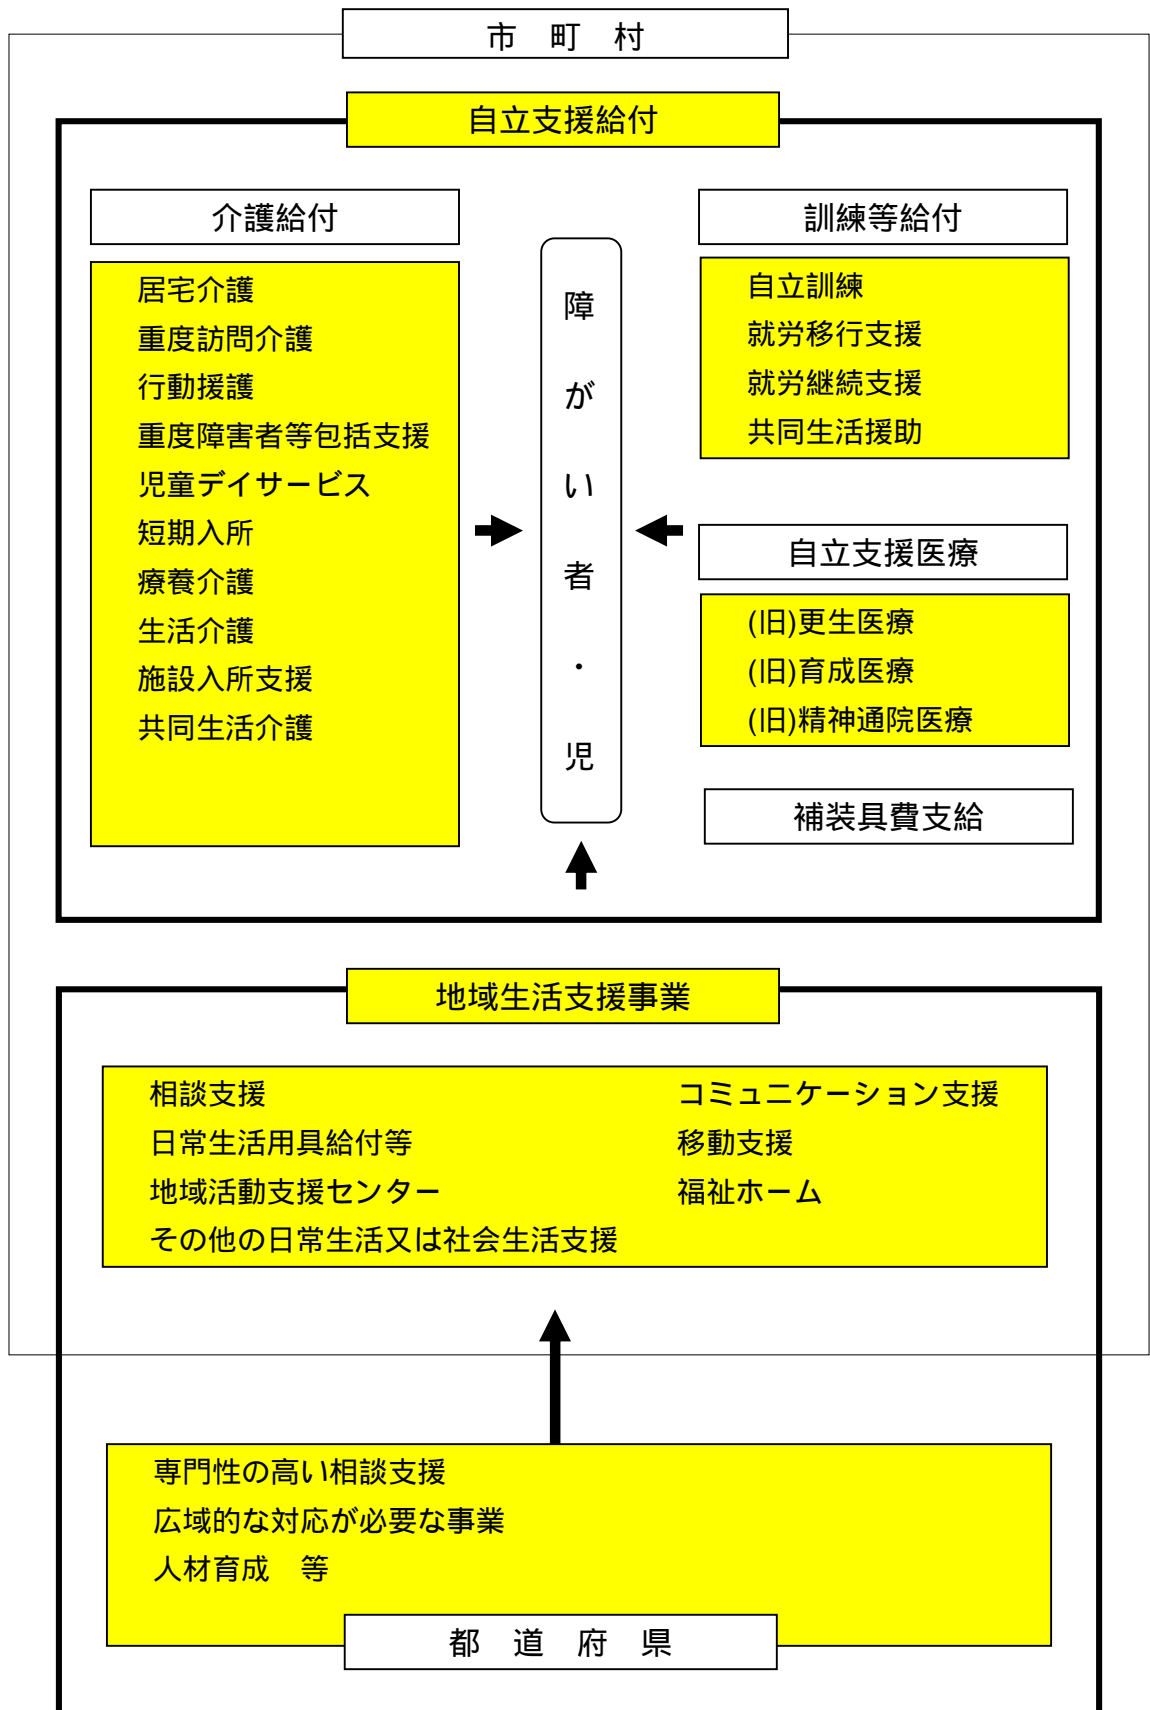 市　町　村
自立支援給付
介護給付
居宅介護
重度訪問介護
行動援護
重度障害者等包括支援
児童デイサービス
短期入所
療養介護
生活介護
施設入所支援
共同生活介護
障がい者・児
訓練等給付
自立訓練
就労移行支援
就労継続支援
共同生活援助
自立支援医療
(旧)更生医療
(旧)育成医療
(旧)精神通院医療
補装具費支給
地域生活支援事業
相談支援
日常生活用具給付等
地域活動支援センター
その他の日常生活又は社会生活支援
コミュニケーション支援
移動支援
福祉ホーム
専門性の高い相談支援
広域的な対応が必要な事業
人材育成　等
都　道　府　県